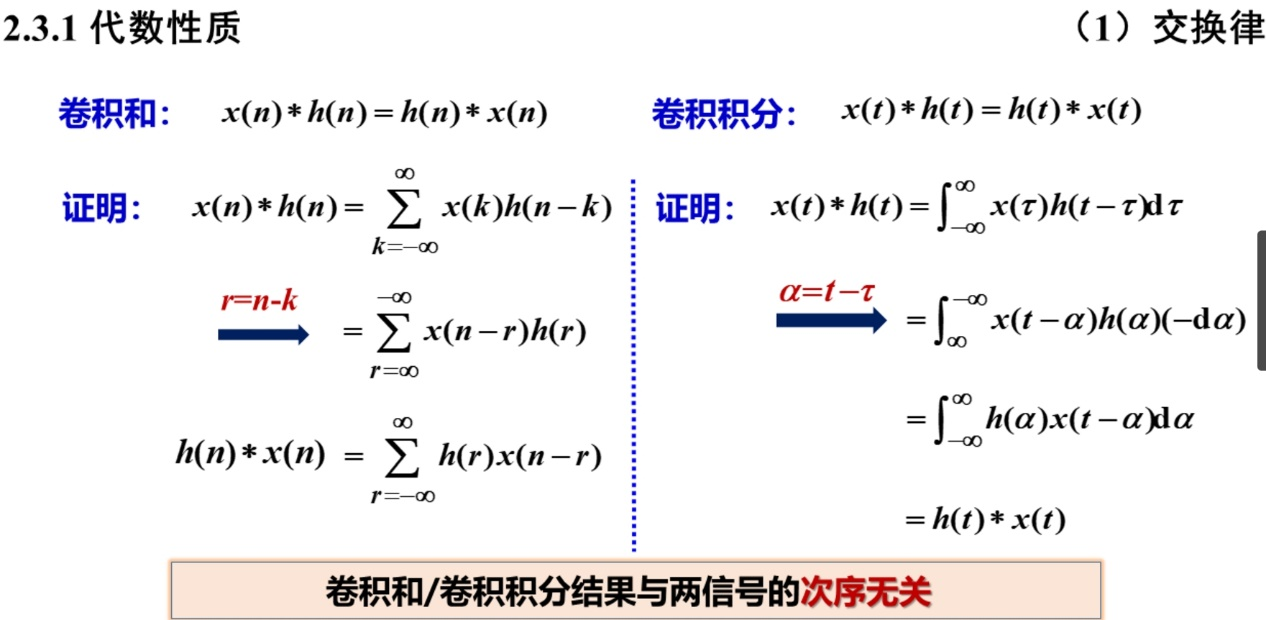 2.3.1 代数性质
（1）交换律
卷积和： x(n)*h(n)=h(n)*x(n)
证明： x(n)*h(n)= ∑_{k=-∞}^{∞} x(k)h(n-k)
r=n-k
= ∑_{r=∞}^{-∞} x(n-r)h(r)
h(n)*x(n) = ∑_{r=-∞}^{∞} h(r)x(n-r)
卷积积分： x(t)*h(t)=h(t)*x(t)
证明： x(t)*h(t)=∫_{-∞}^{∞} x(τ)h(t-τ)dτ
α=t-τ
=∫_{∞}^{-∞} x(t-α)h(α)(-dα)
=∫_{-∞}^{∞} h(α)x(t-α)dα
=h(t)*x(t)
卷积和/卷积积分结果与两信号的次序无关